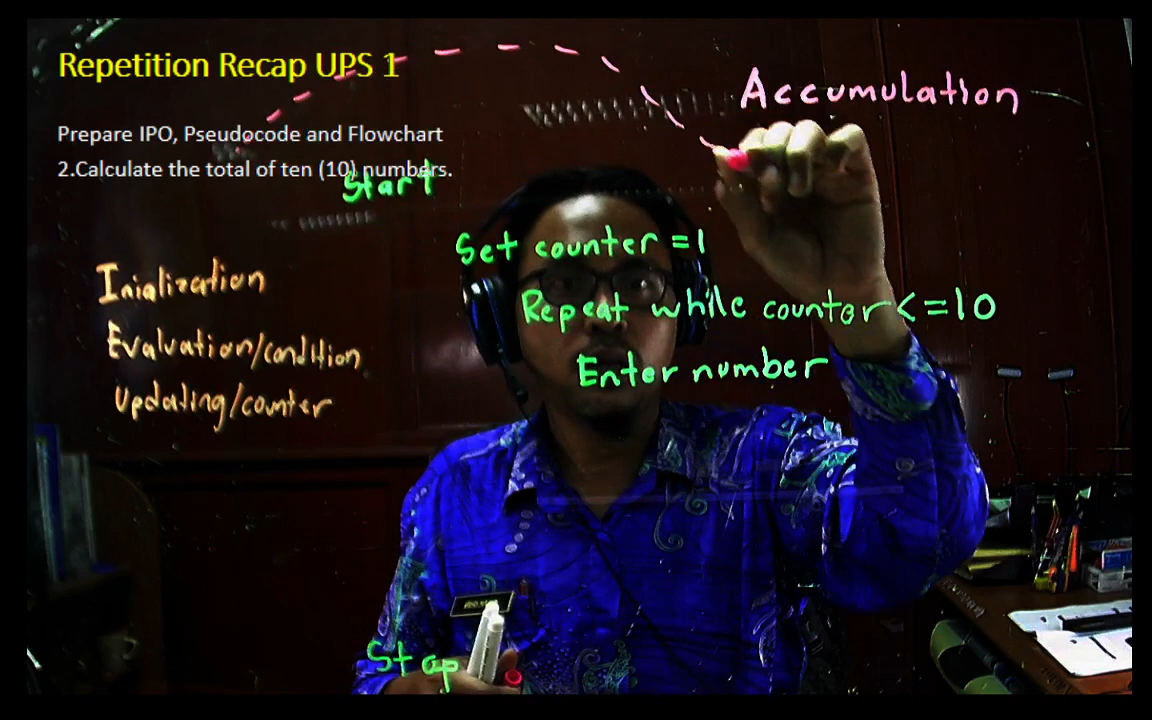 Repetition Recap UPS 1
Accumulation
Prepare IPO, Pseudocode and Flowchart
2.Calculate the total of ten (10) numbers.
Start
Set counter = 1
Inialization
Repeat while counter <= 10
Evaluation/condition
Enter number
Updating/counter
Stop